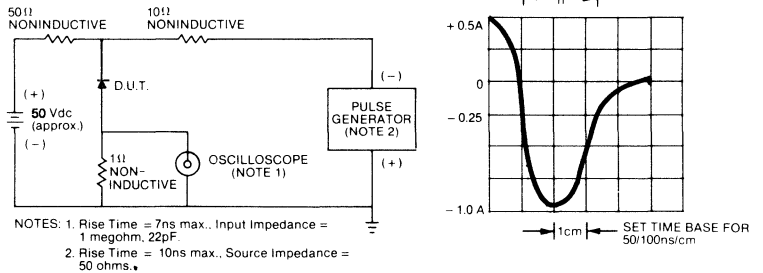 50Ω
NONINDUCTIVE
10Ω
NONINDUCTIVE
(+)
50 Vdc
(approx.)
(−)
D.U.T.
1Ω
NON-
INDUCTIVE
OSCILLOSCOPE
(NOTE 1)
(−)
PULSE
GENERATOR
(NOTE 2)
(+)
NOTES: 1. Rise Time = 7ns max., Input Impedance =
1 megohm, 22pF.
2. Rise Time = 10ns max., Source Impedance =
50 ohms.
+ 0.5A
0
− 0.25
− 1.0 A
1cm
SET TIME BASE FOR
50/100ns/cm